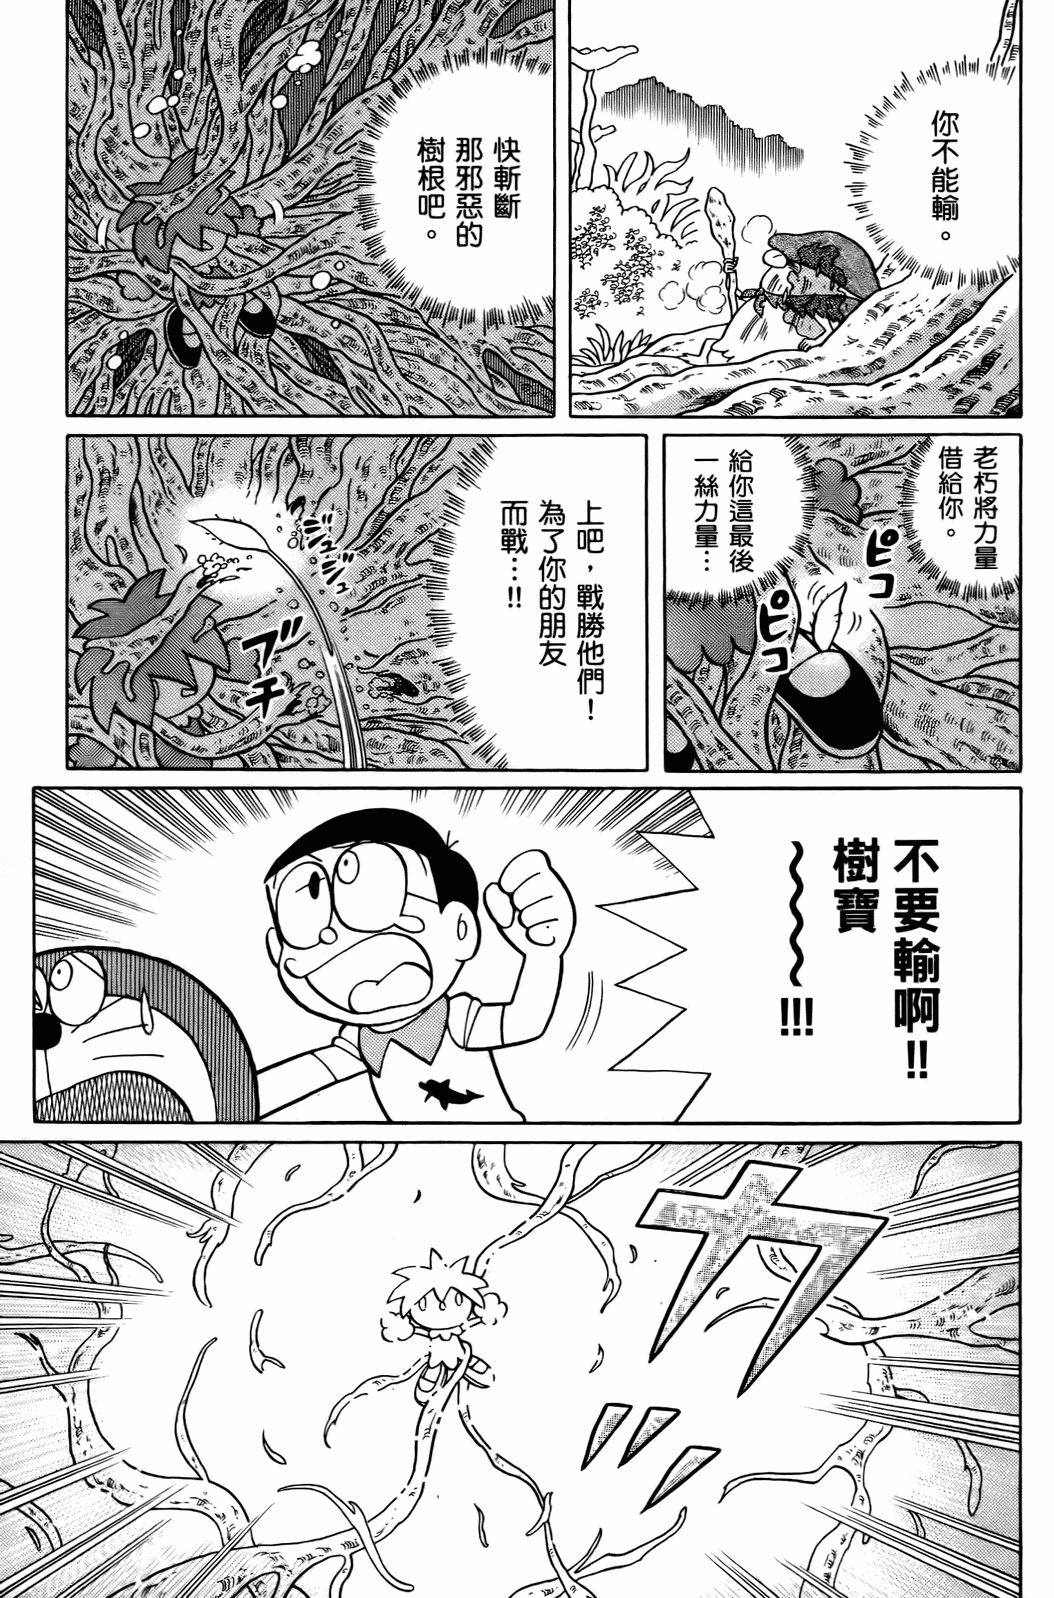 你不能輸。
快斬斷
那邪惡的
樹根吧。
老朽將力量
借給你。
給你這最後
一絲力量…
ピコ
ピコ
上吧，戰勝他們！
為了你的朋友
而戰…!!
ジュジュ
ブチ
不要輸啊!!
樹寶
～～～～!!!
カ